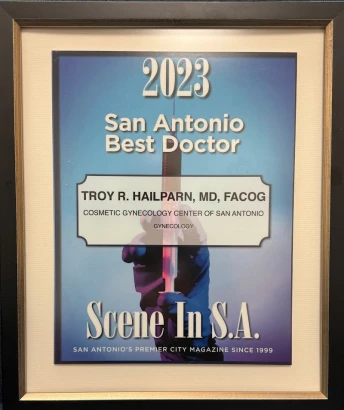 2023
San Antonio
Best Doctor
TROY R. HAILPARN, MD, FACOG
COSMETIC GYNECOLOGY CENTER OF SAN ANTONIO
GYNECOLOGY
Scene In S.A.
SAN ANTONIO'S PREMIER CITY MAGAZINE SINCE 1999